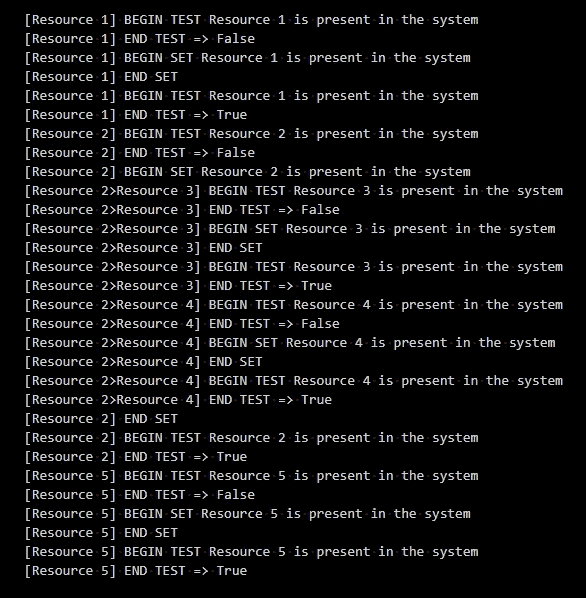 [Resource 1] BEGIN TEST Resource 1 is present in the system
[Resource 1] END TEST => False
[Resource 1] BEGIN SET Resource 1 is present in the system
[Resource 1] END SET
[Resource 1] BEGIN TEST Resource 1 is present in the system
[Resource 1] END TEST => True
[Resource 2] BEGIN TEST Resource 2 is present in the system
[Resource 2] END TEST => False
[Resource 2] BEGIN SET Resource 2 is present in the system
[Resource 2>Resource 3] BEGIN TEST Resource 3 is present in the system
[Resource 2>Resource 3] END TEST => False
[Resource 2>Resource 3] BEGIN SET Resource 3 is present in the system
[Resource 2>Resource 3] END SET
[Resource 2>Resource 3] BEGIN TEST Resource 3 is present in the system
[Resource 2>Resource 3] END TEST => True
[Resource 2>Resource 4] BEGIN TEST Resource 4 is present in the system
[Resource 2>Resource 4] END TEST => False
[Resource 2>Resource 4] BEGIN SET Resource 4 is present in the system
[Resource 2>Resource 4] END SET
[Resource 2>Resource 4] BEGIN TEST Resource 4 is present in the system
[Resource 2>Resource 4] END TEST => True
[Resource 2] END SET
[Resource 2] BEGIN TEST Resource 2 is present in the system
[Resource 2] END TEST => True
[Resource 5] BEGIN TEST Resource 5 is present in the system
[Resource 5] END TEST => False
[Resource 5] BEGIN SET Resource 5 is present in the system
[Resource 5] END SET
[Resource 5] BEGIN TEST Resource 5 is present in the system
[Resource 5] END TEST => True